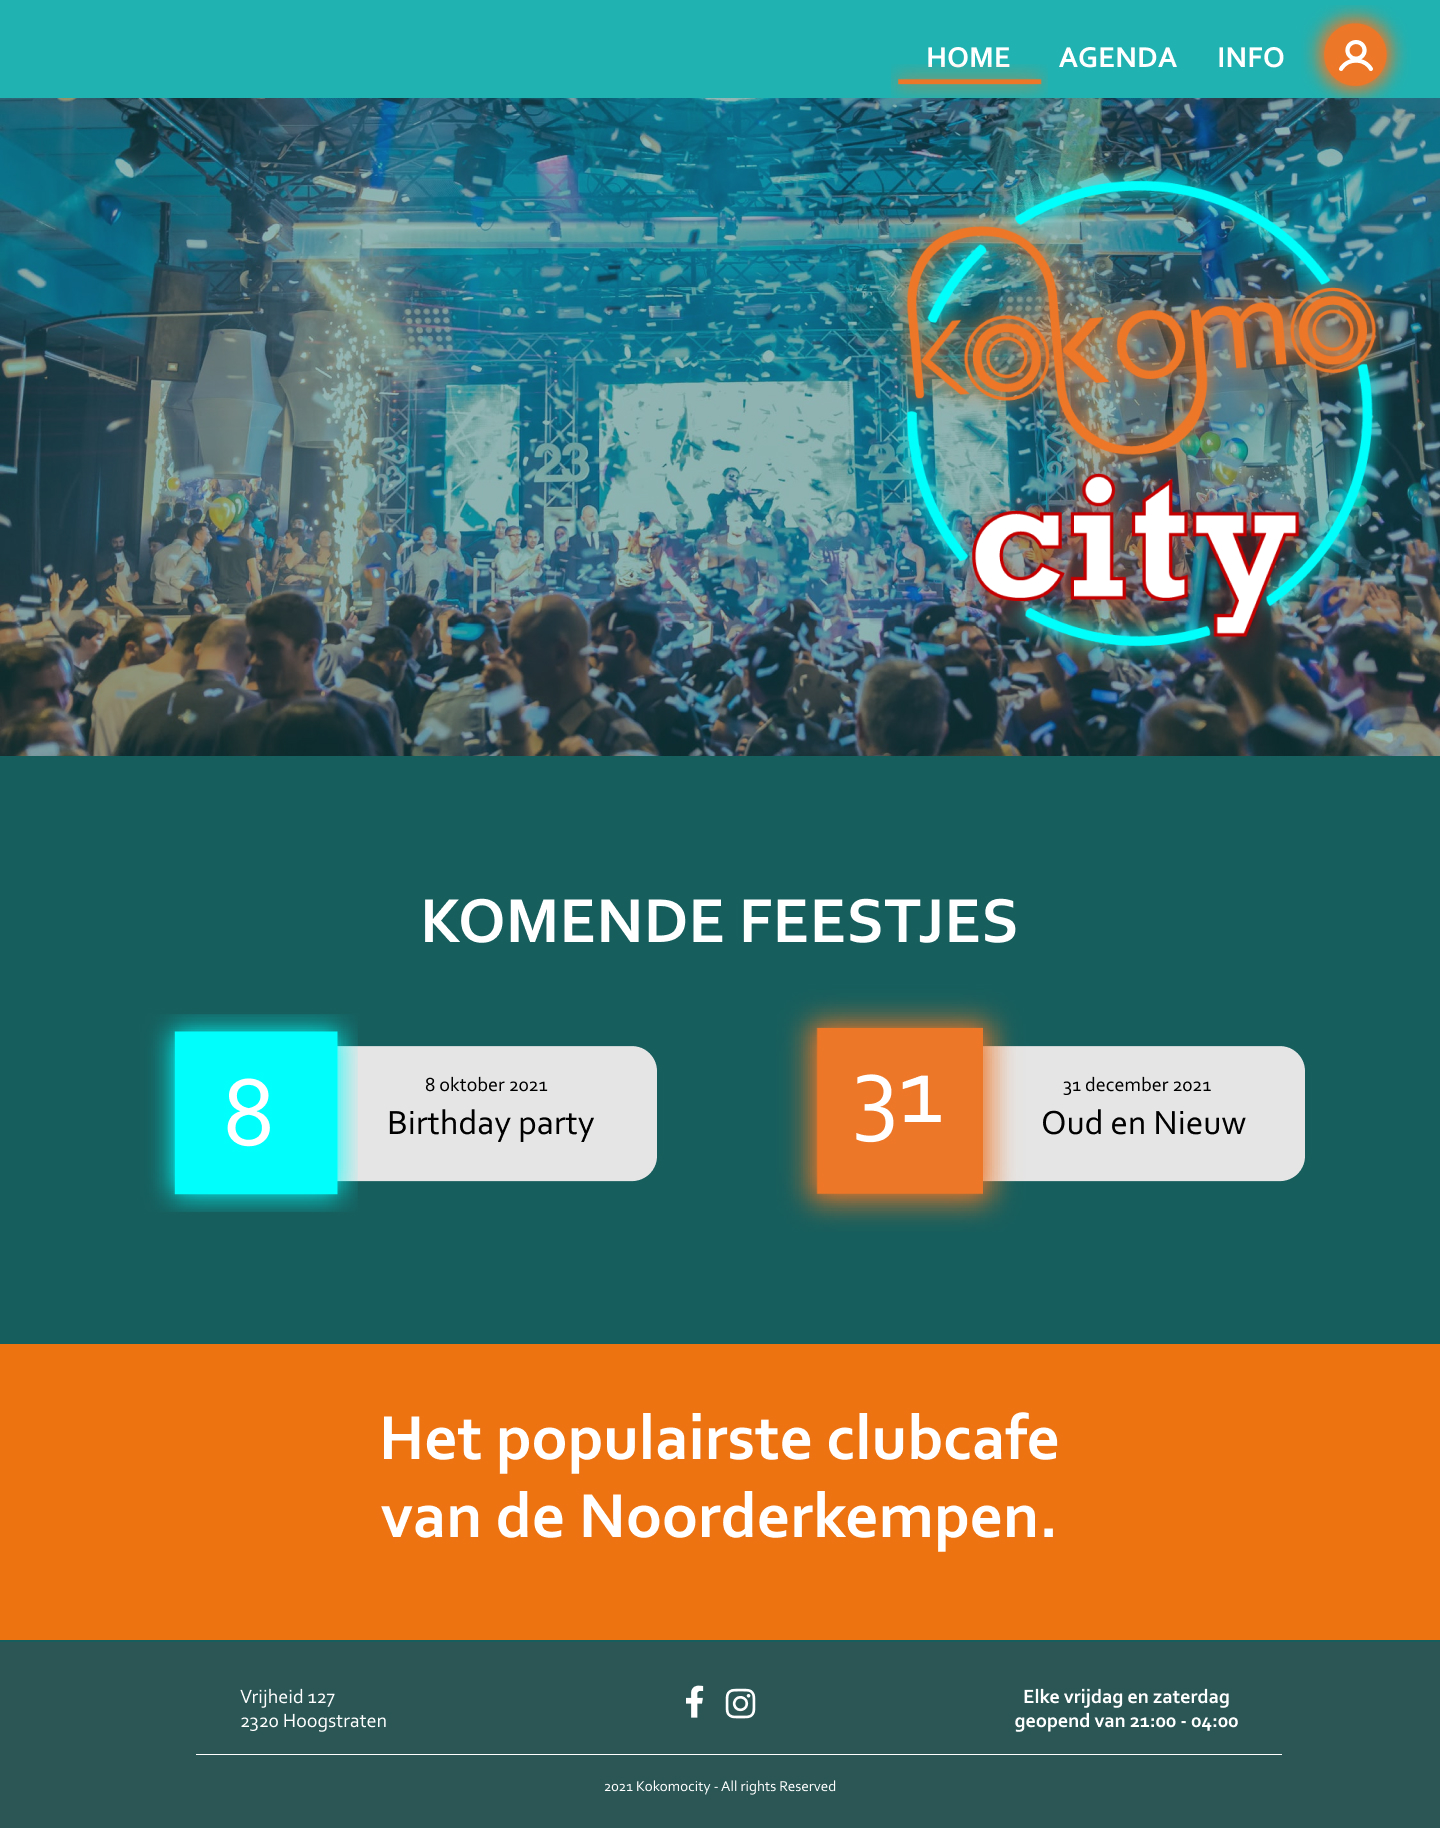 HOME AGENDA INFO
kokomo
city
23
KOMENDE FEESTJES
8
8 oktober 2021
Birthday party
31
31 december 2021
Oud en Nieuw
Het populairste clubcafe
van de Noorderkempen.
Vrijheid 127
2320 Hoogstraten
Elke vrijdag en zaterdag
geopend van 21:00 - 04:00
2021 Kokomocity - All rights Reserved